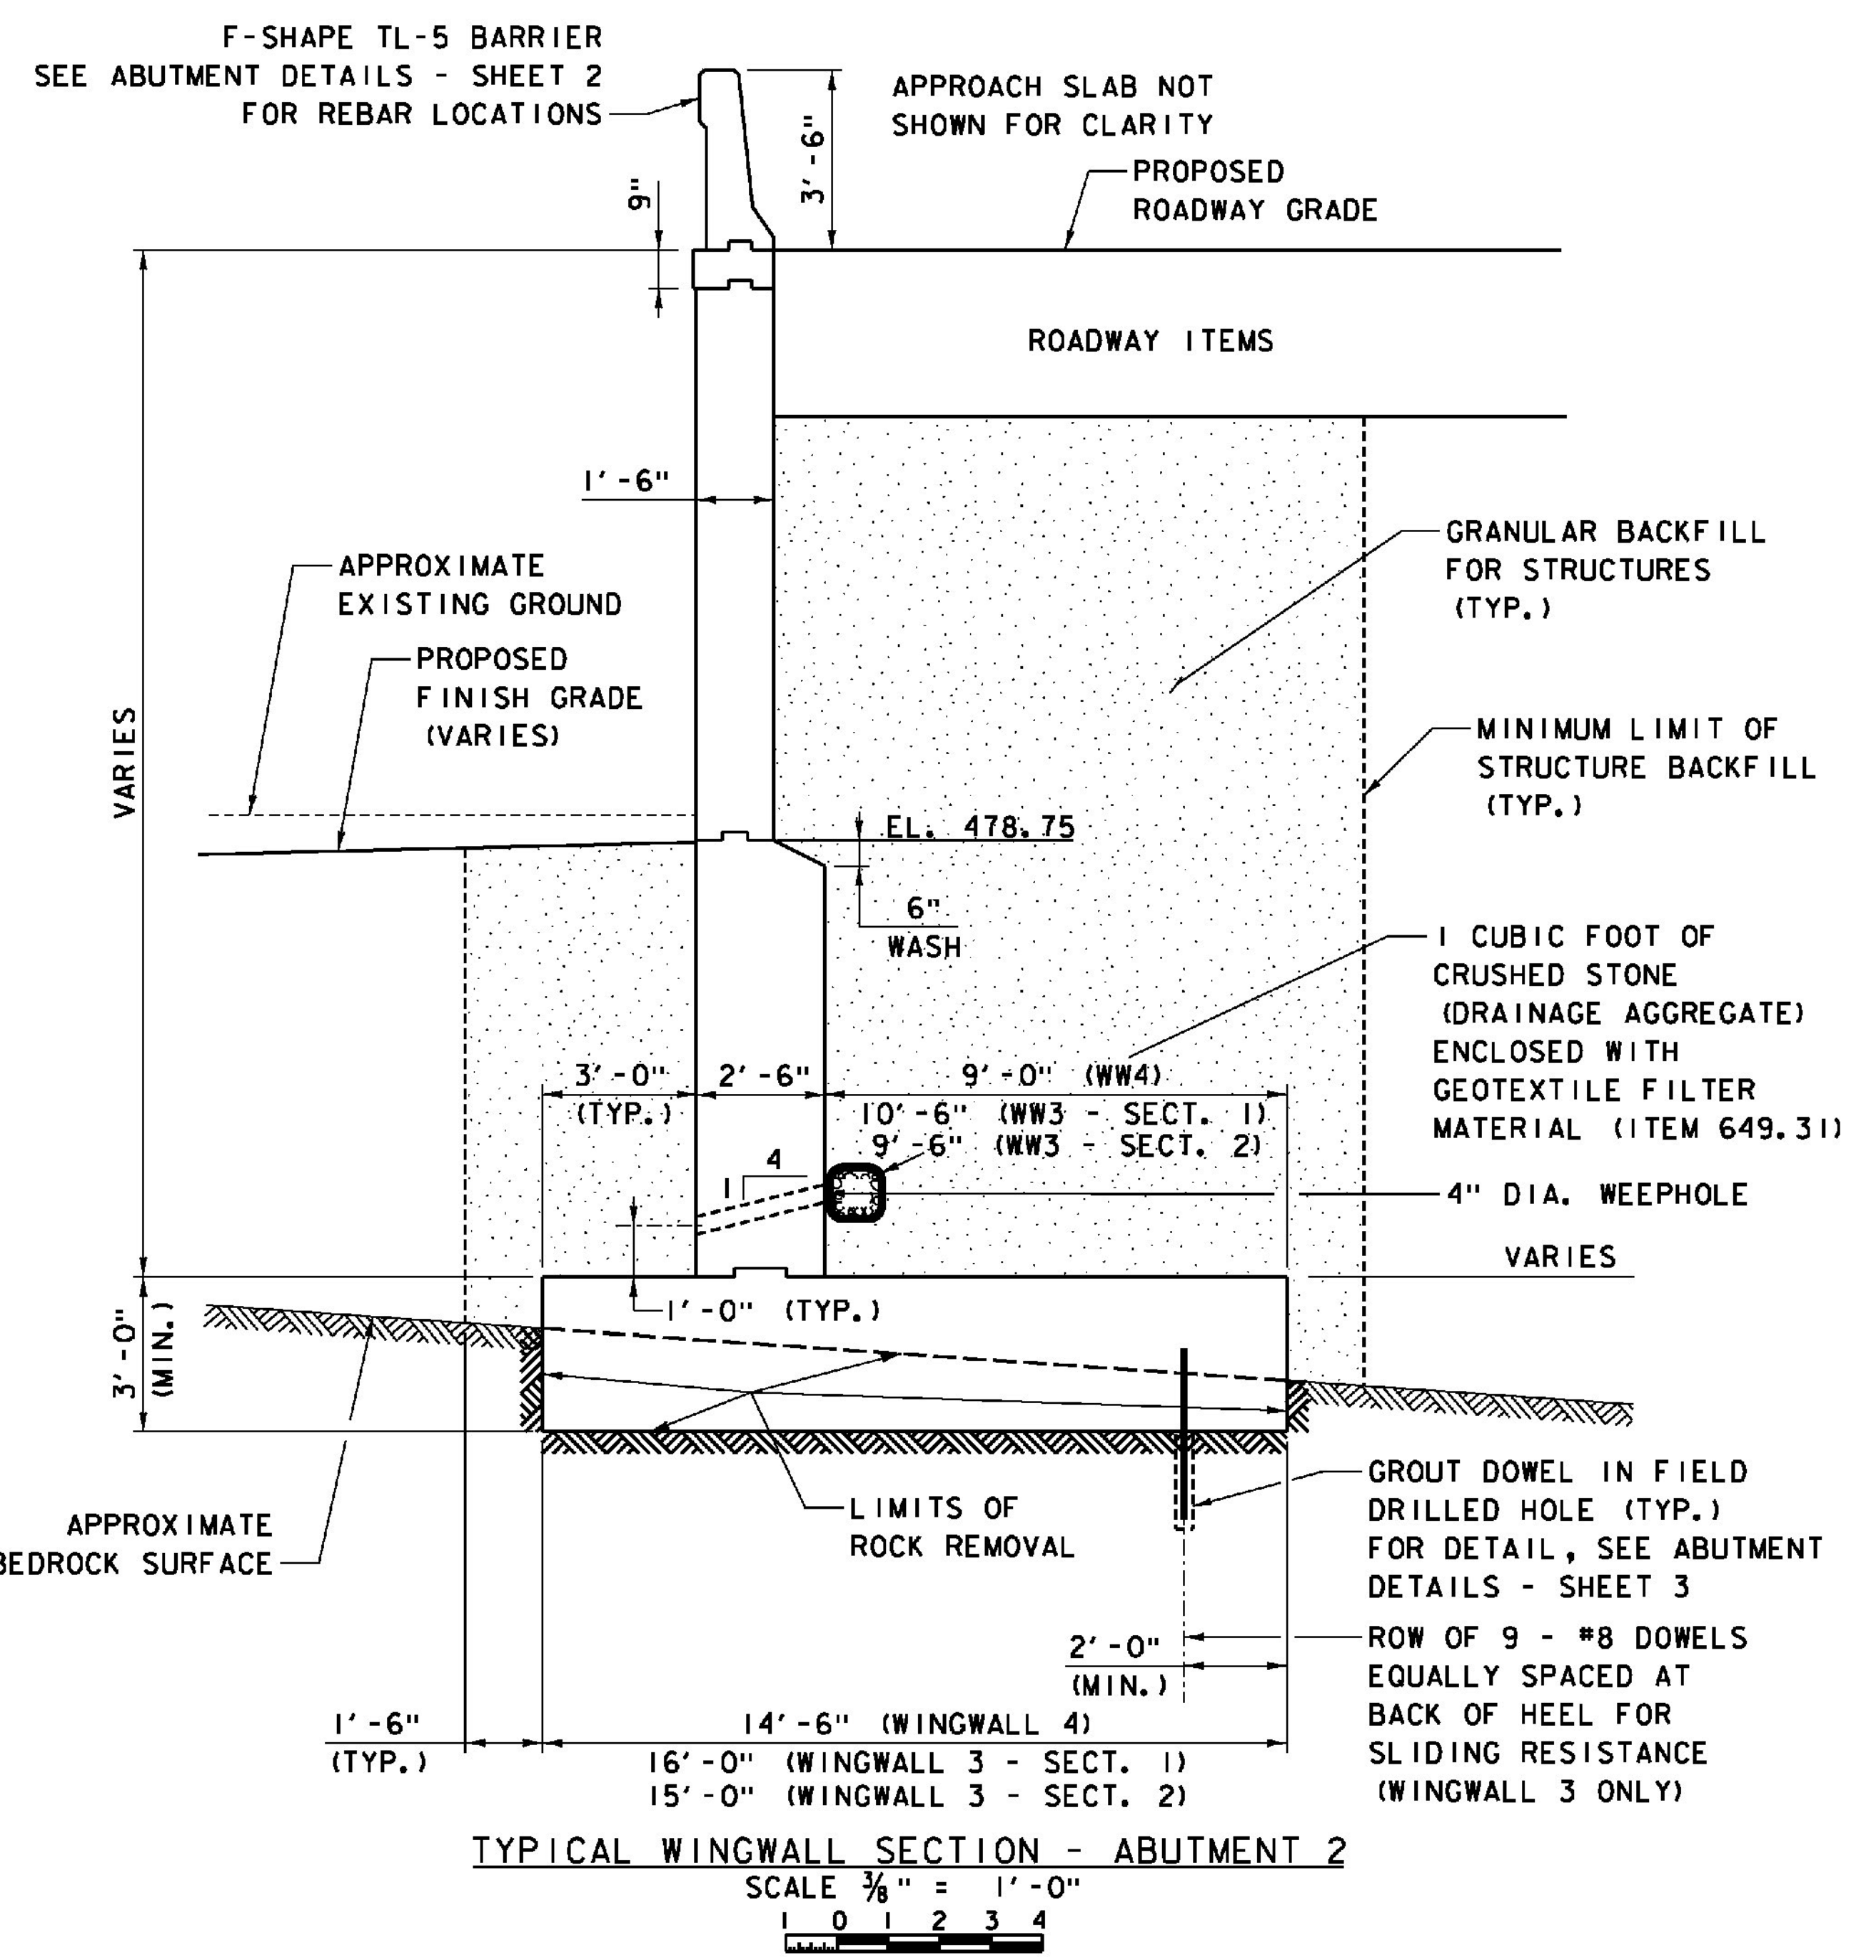 F-SHAPE TL-5 BARRIER
SEE ABUTMENT DETAILS - SHEET 2
FOR REBAR LOCATIONS
3'-6"
APPROACH SLAB NOT
SHOWN FOR CLARITY
PROPOSED
ROADWAY GRADE
9"
ROADWAY ITEMS
1'-6"
GRANULAR BACKFILL
FOR STRUCTURES
(TYP.)
APPROXIMATE
EXISTING GROUND
PROPOSED
FINISH GRADE
(VARIES)
VARIES
MINIMUM LIMIT OF
STRUCTURE BACKFILL
(TYP.)
EL. 478.75
6"
WASH
1 CUBIC FOOT OF
CRUSHED STONE
(DRAINAGE AGGREGATE)
ENCLOSED WITH
GEOTEXTILE FILTER
MATERIAL (ITEM 649.31)
3'-0"
(TYP.)
2'-6"
9'-0" (WW4)
10'-6" (WW3 - SECT. 1)
9'-6" (WW3 - SECT. 2)
4
1
4" DIA. WEEPHOLE
VARIES
1'-0" (TYP.)
3'-0"
(MIN.)
LIMITS OF
ROCK REMOVAL
APPROXIMATE
BEDROCK SURFACE
GROUT DOWEL IN FIELD
DRILLED HOLE (TYP.)
FOR DETAIL, SEE ABUTMENT
DETAILS - SHEET 3
2'-0"
(MIN.)
ROW OF 9 - #8 DOWELS
EQUALLY SPACED AT
BACK OF HEEL FOR
SLIDING RESISTANCE
(WINGWALL 3 ONLY)
1'-6"
(TYP.)
14'-6" (WINGWALL 4)
16'-0" (WINGWALL 3 - SECT. 1)
15'-0" (WINGWALL 3 - SECT. 2)
TYPICAL WINGWALL SECTION - ABUTMENT 2
SCALE 3/8" = 1'-0"
1 0 1 2 3 4